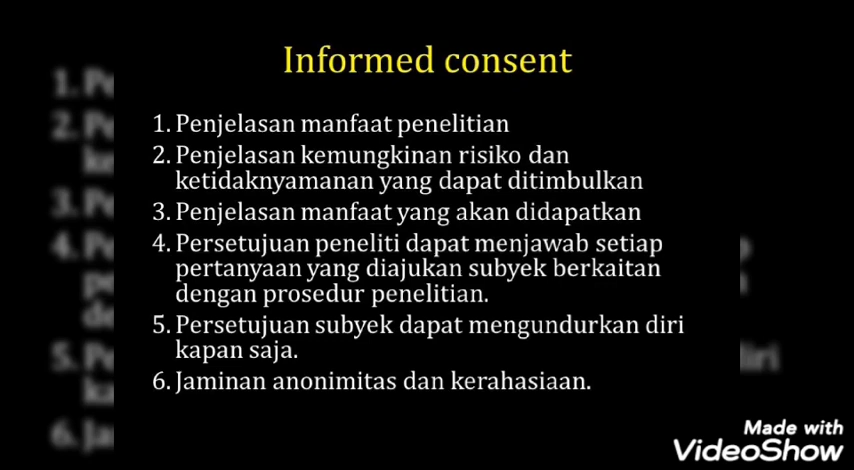 Informed consent
1. Penjelasan manfaat penelitian
2. Penjelasan kemungkinan risiko dan
ketidaknyamanan yang dapat ditimbulkan
3. Penjelasan manfaat yang akan didapatkan
4. Persetujuan peneliti dapat menjawab setiap
pertanyaan yang diajukan subyek berkaitan
dengan prosedur penelitian.
5. Persetujuan subyek dapat mengundurkan diri
kapan saja.
6. Jaminan anonimitas dan kerahasiaan.
Made with
VideoShow